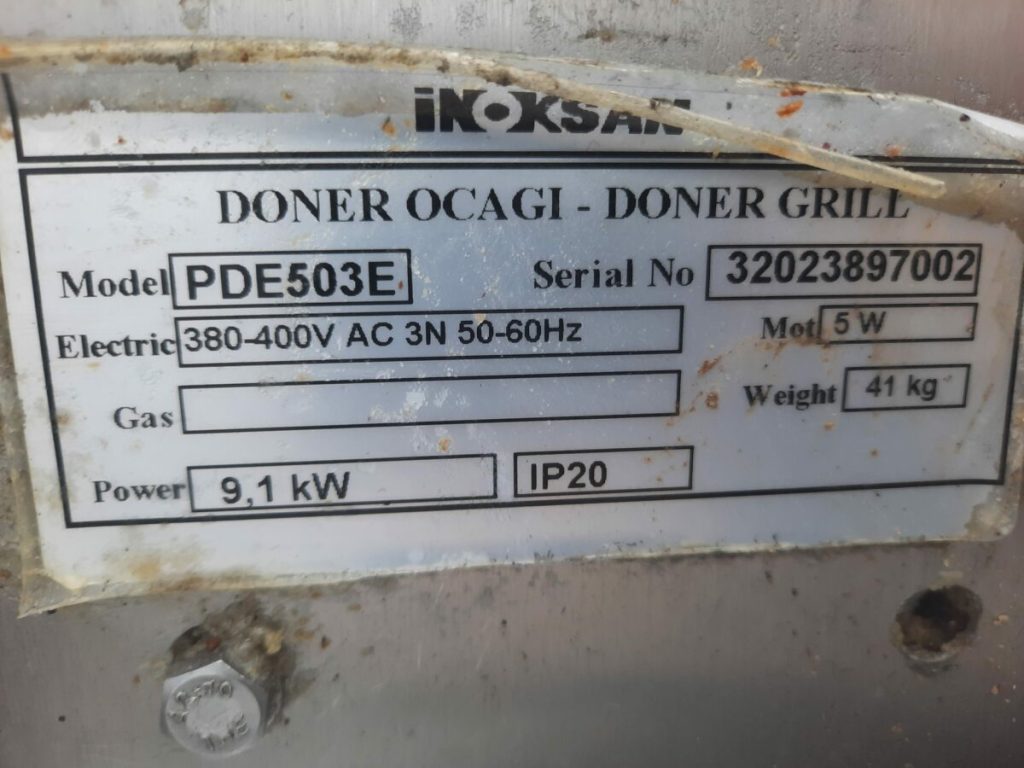 İNOKSAN
DONER OCAGI - DONER GRILL
Model PDE503E Serial No 32023897002
Electric 380-400V AC 3N 50-60Hz Mot 5 W
Gas Weight 41 kg
Power 9,1 kW IP20